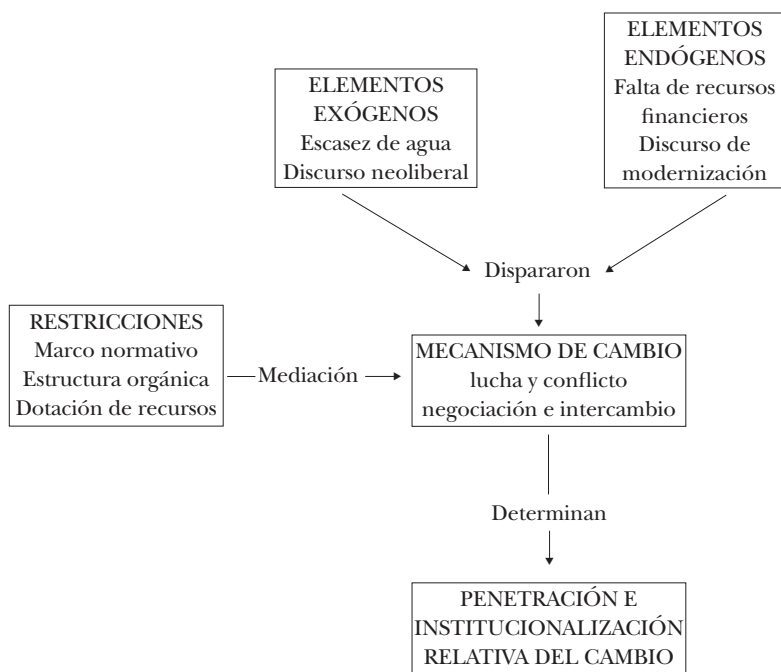 ELEMENTOS
EXÓGENOS
Escasez de agua
Discurso neoliberal
ELEMENTOS
ENDÓGENOS
Falta de recursos
financieros
Discurso de
modernización
Dispararon
RESTRICCIONES
Marco normativo
Estructura orgánica
Dotación de recursos
Mediación
MECANISMO DE CAMBIO
lucha y conflicto
negociación e intercambio
Determinan
PENETRACIÓN E
INSTITUCIONALIZACIÓN
RELATIVA DEL CAMBIO